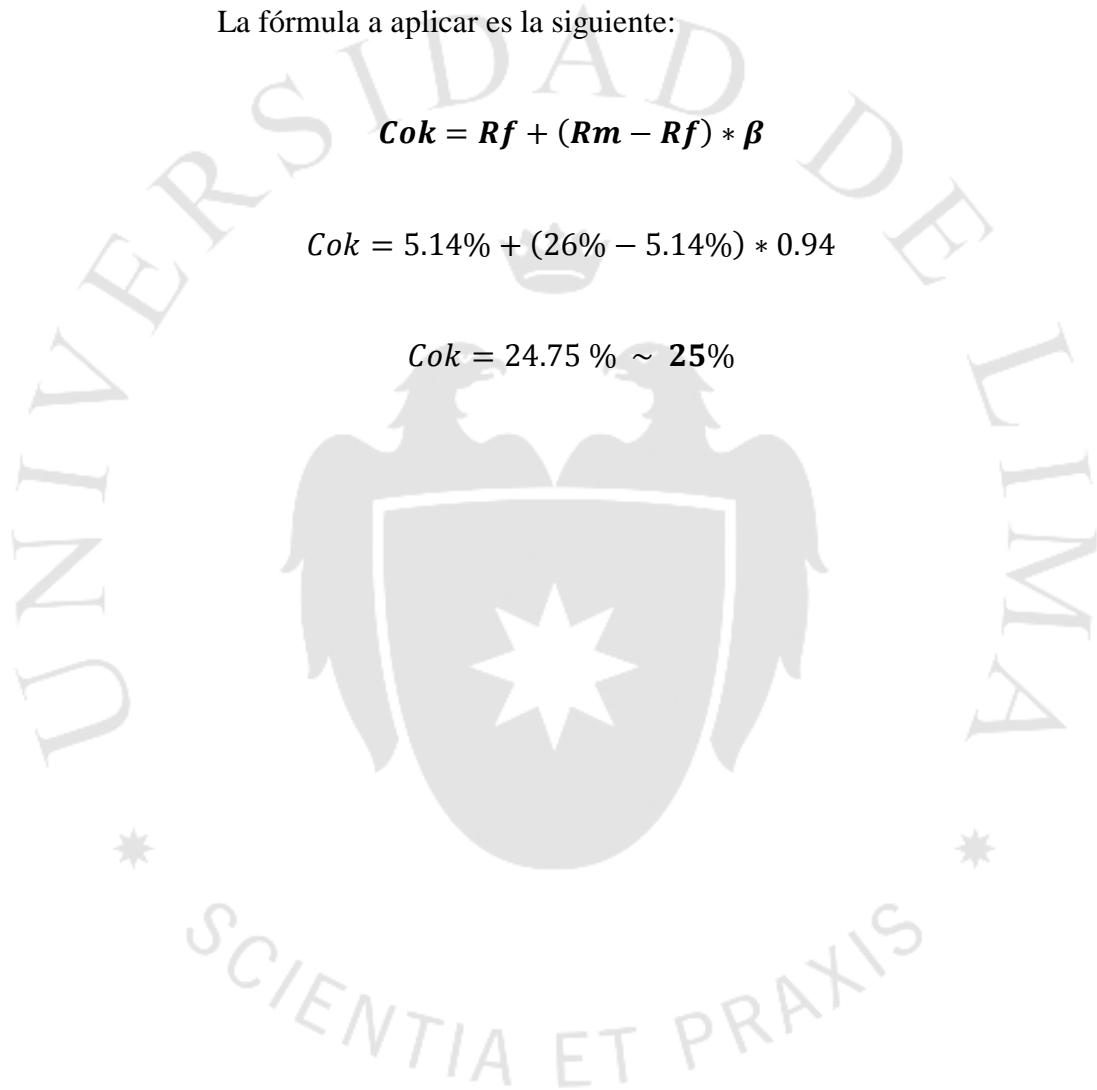 La fórmula a aplicar es la siguiente:
Cok = Rf + (Rm − Rf) ∗ β
Cok = 5.14% + (26% − 5.14%) ∗ 0.94
Cok = 24.75 % ~ 25%
UNIVERSIDAD DE LIMA
SCIENTIA ET PRAXIS